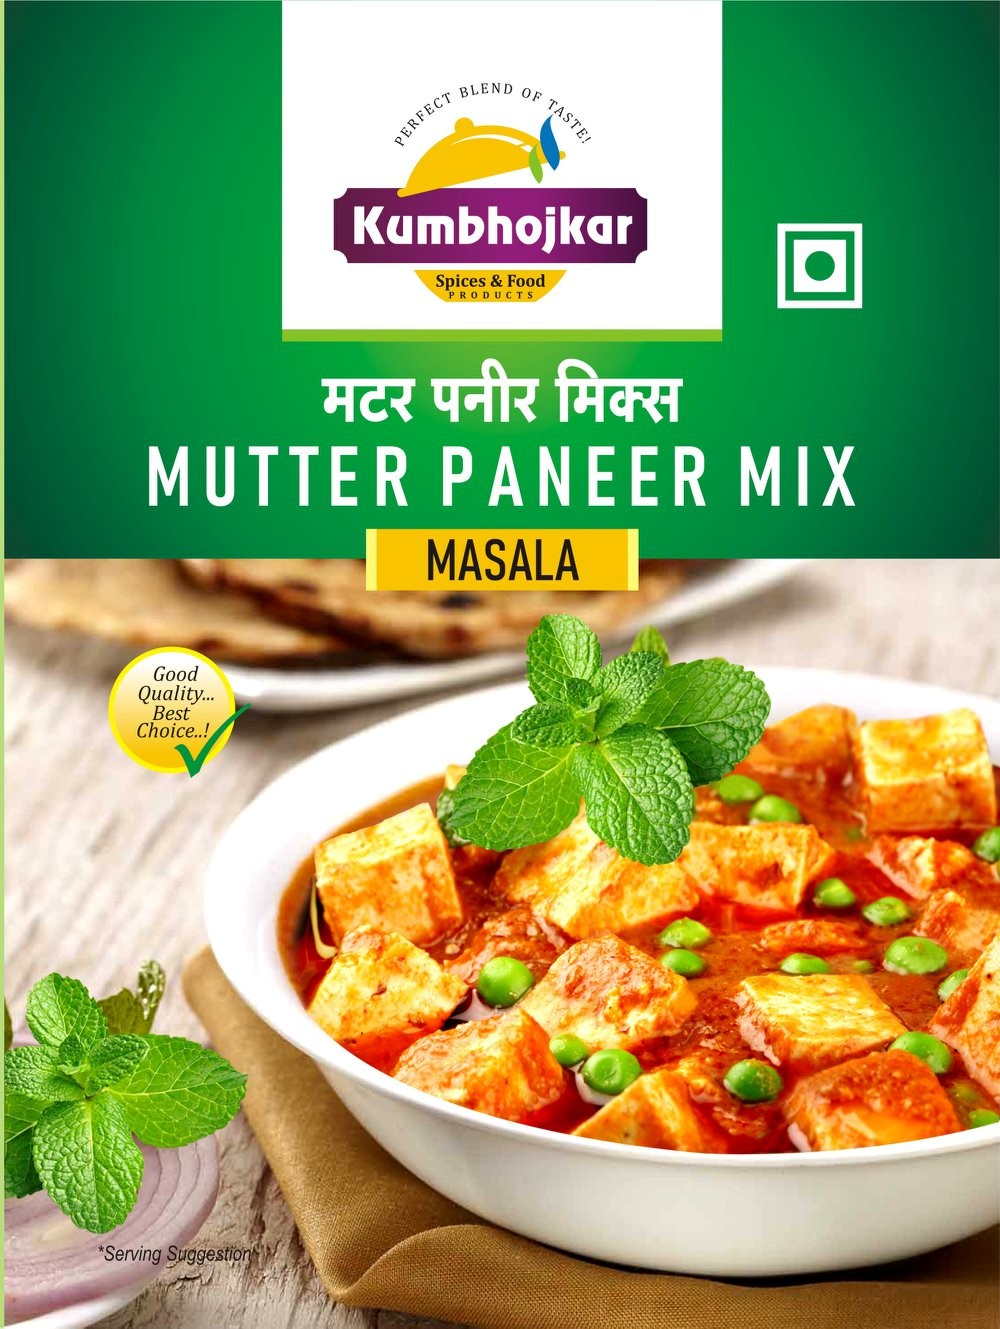 PERFECT BLEND OF TASTE!
Kumbhojkar
Spices & Food
PRODUCTS
मटर पनीर मिक्स
MUTTER PANEER MIX
MASALA
Good
Quality...
Best
Choice..!
*Serving Suggestion